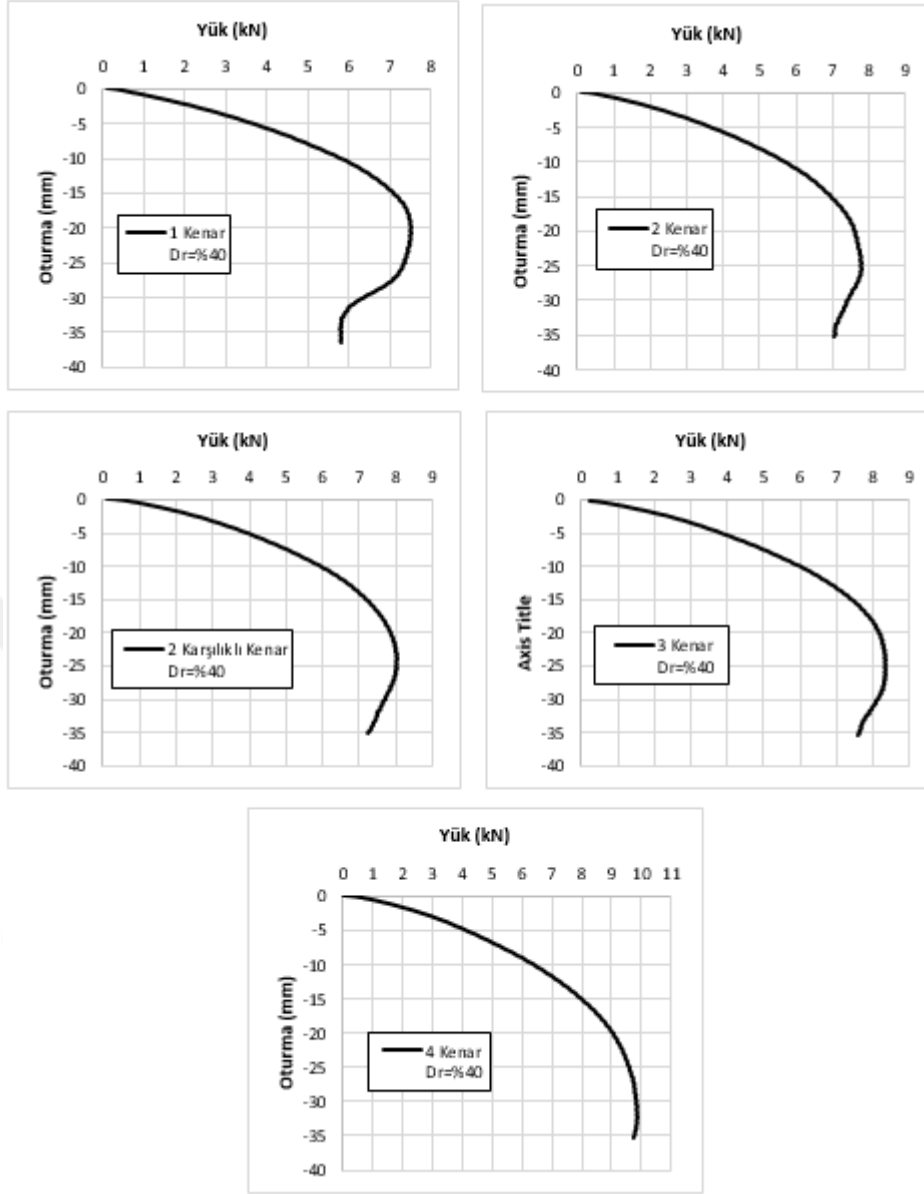 Yük (kN)
0 1 2 3 4 5 6 7 8
0
-5
-10
-15
-20
-25
-30
-35
-40
Oturma (mm)
1 Kenar
Dr=%40
Yük (kN)
0 1 2 3 4 5 6 7 8 9
0
-5
-10
-15
-20
-25
-30
-35
-40
Oturma (mm)
2 Kenar
Dr=%40
Yük (kN)
0 1 2 3 4 5 6 7 8 9
0
-5
-10
-15
-20
-25
-30
-35
-40
Oturma (mm)
2 Karşılıklı Kenar
Dr=%40
Yük (kN)
0 1 2 3 4 5 6 7 8 9
0
-5
-10
-15
-20
-25
-30
-35
-40
Axis Title
3 Kenar
Dr=%40
Yük (kN)
0 1 2 3 4 5 6 7 8 9 10 11
0
-5
-10
-15
-20
-25
-30
-35
-40
Oturma (mm)
4 Kenar
Dr=%40